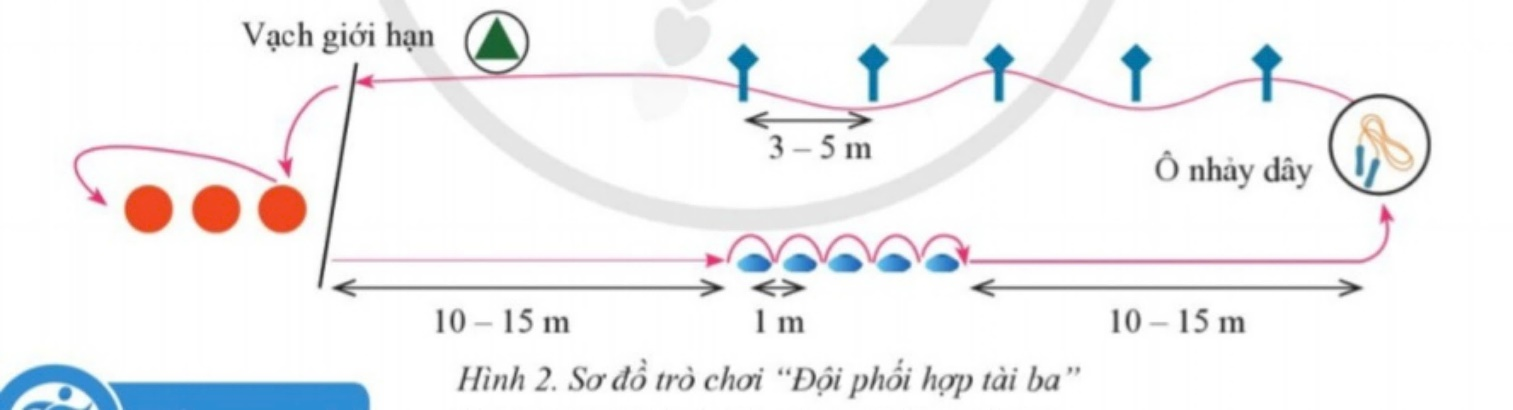 Vạch giới hạn
3 – 5 m
Ô nhảy dây
10 – 15 m
1 m
10 – 15 m
Hình 2. Sơ đồ trò chơi “Đội phối hợp tài ba”